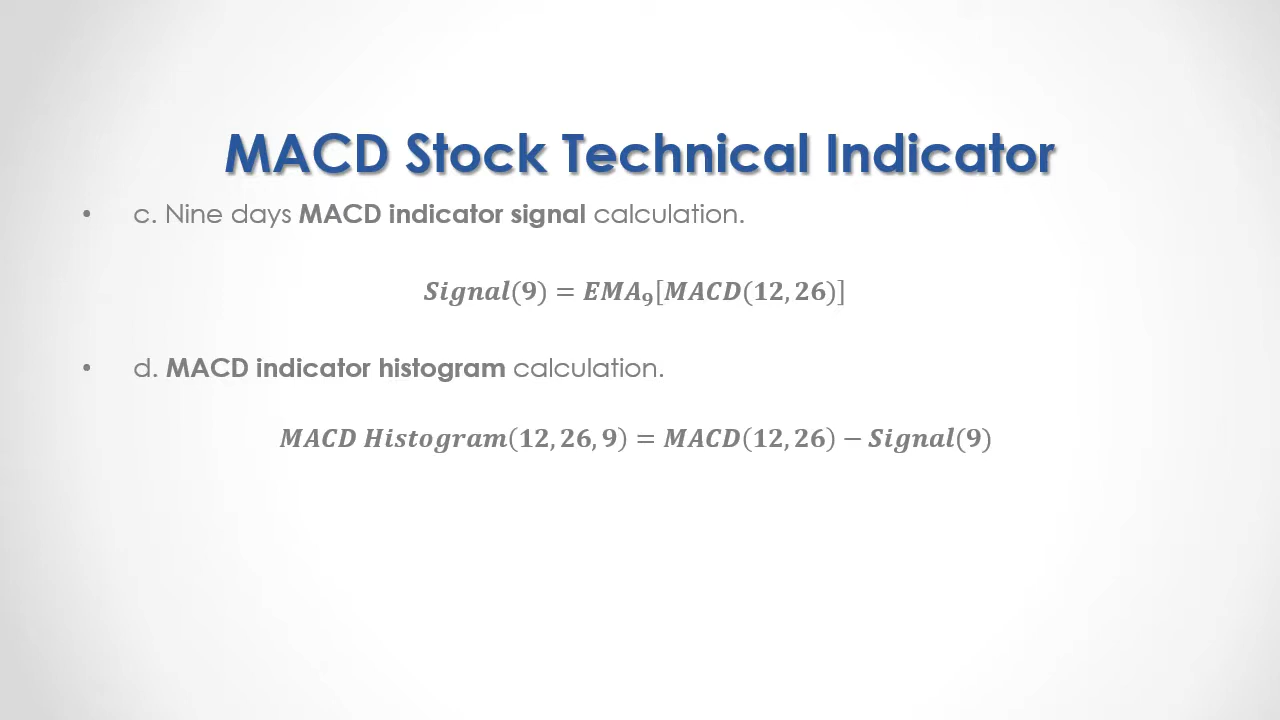 MACD Stock Technical Indicator
• c. Nine days MACD indicator signal calculation.
Signal(9) = EMA₉[MACD(12, 26)]
• d. MACD indicator histogram calculation.
MACD Histogram(12, 26, 9) = MACD(12, 26) − Signal(9)